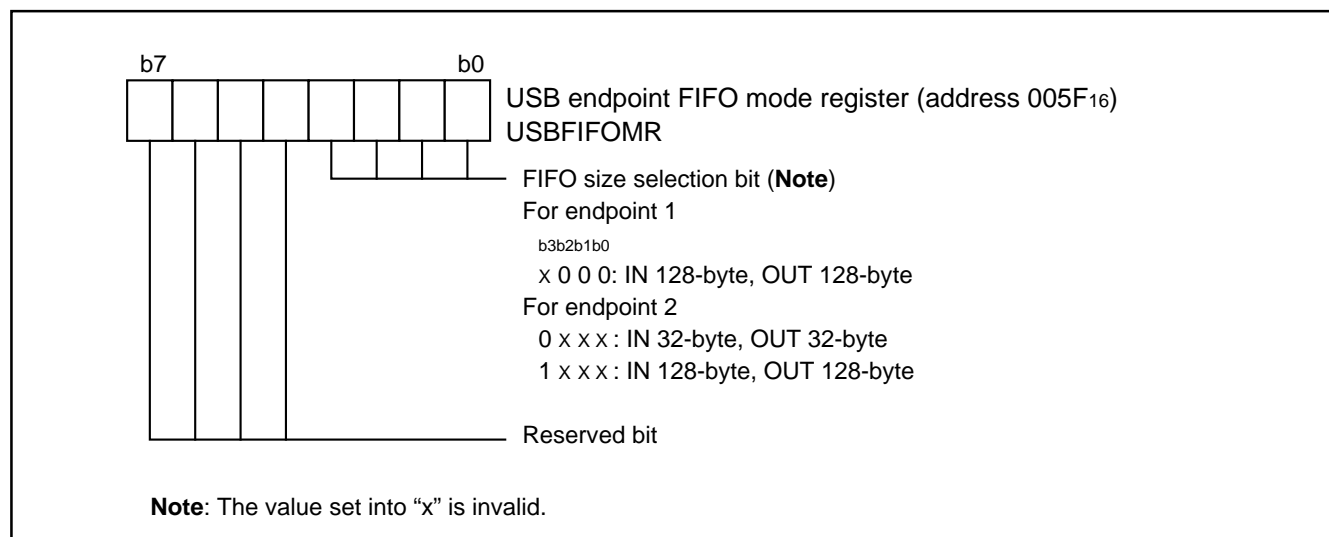 b7 b0
USB endpoint FIFO mode register (address 005F16)
USBFIFOMR
FIFO size selection bit (Note)
For endpoint 1
b3b2b1b0
x 0 0 0: IN 128-byte, OUT 128-byte
For endpoint 2
0 x x x : IN 32-byte, OUT 32-byte
1 x x x : IN 128-byte, OUT 128-byte
Reserved bit
Note: The value set into “x” is invalid.